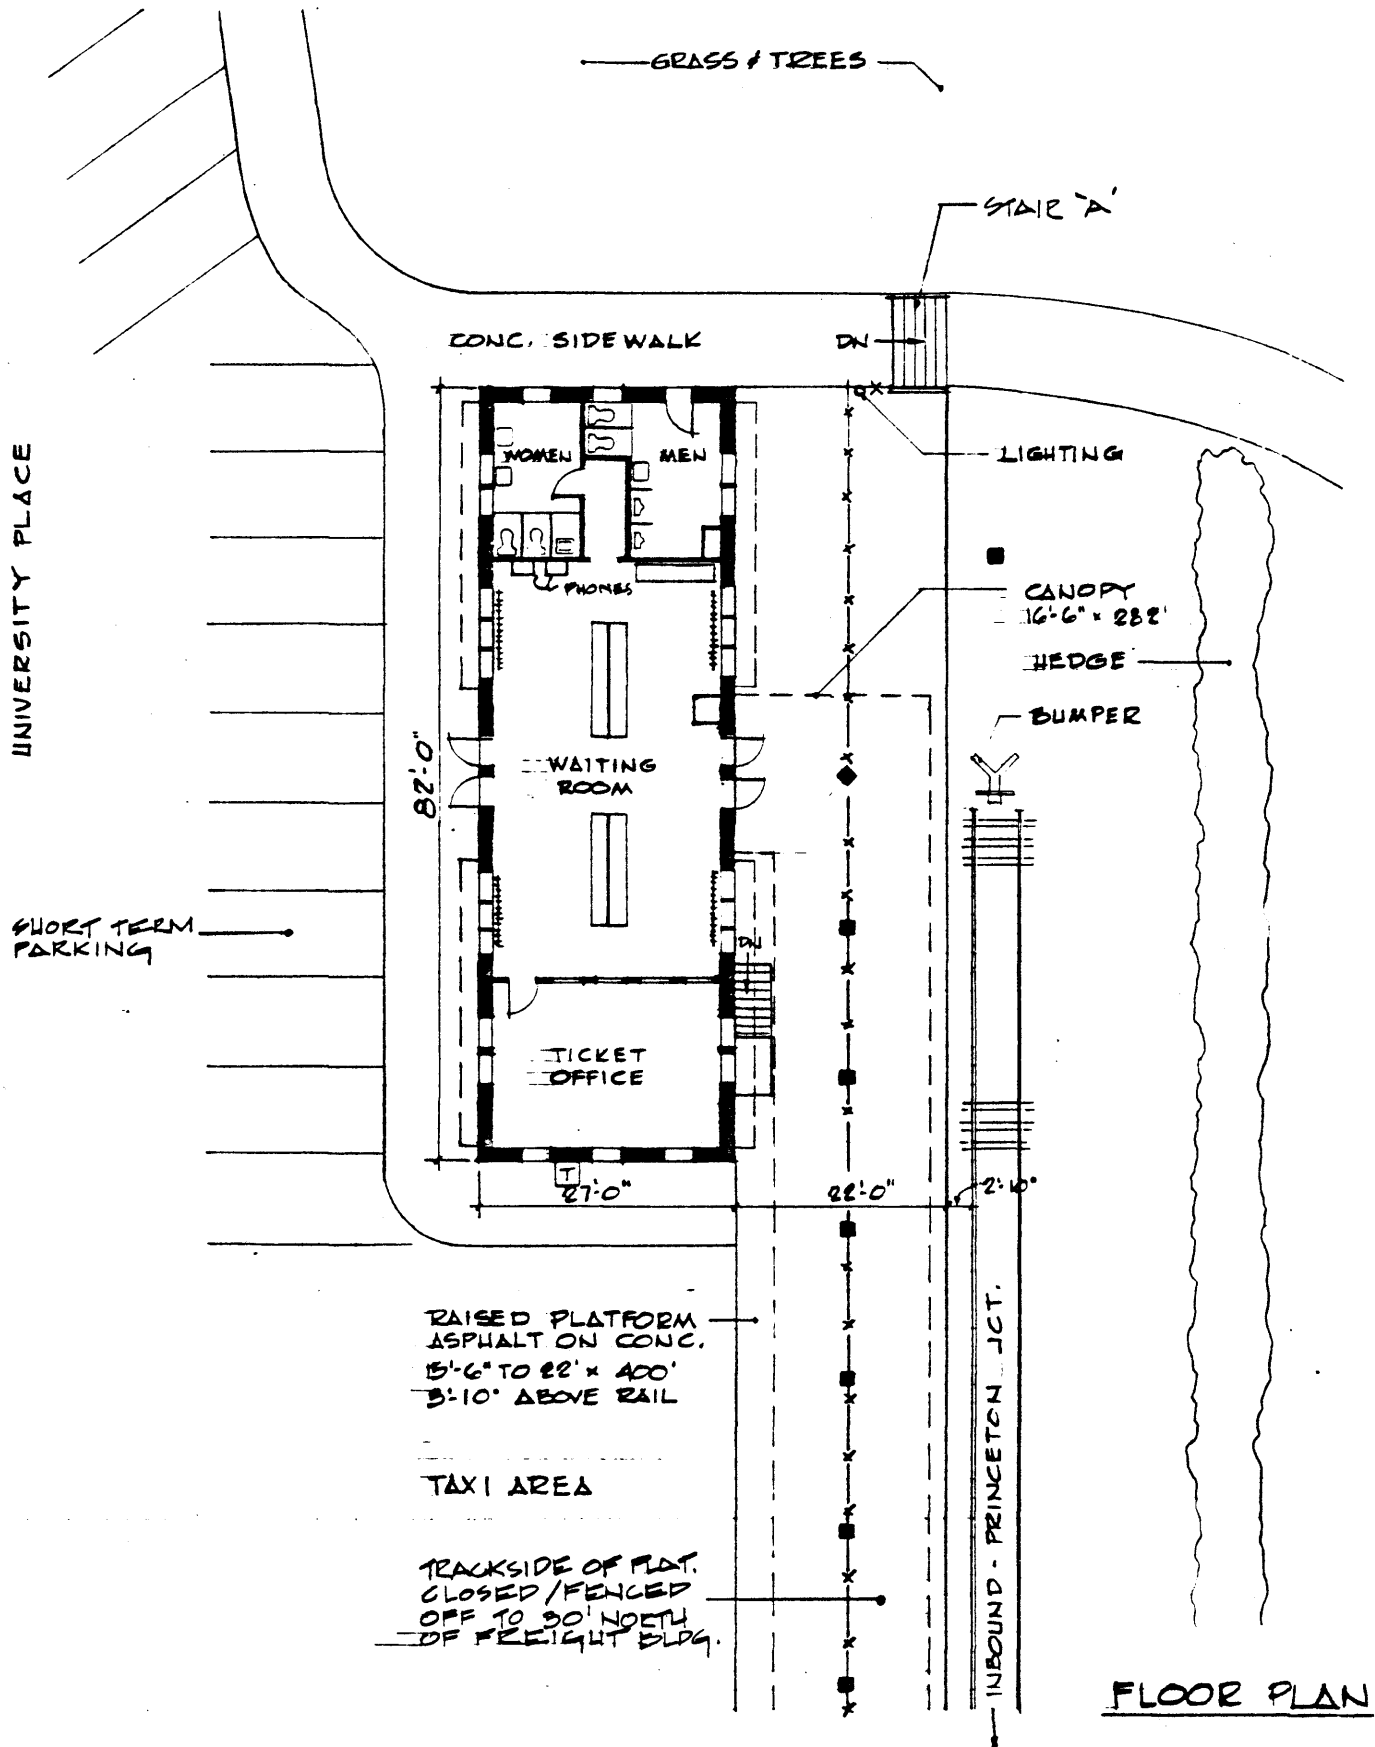 GRASS & TREES
STAIR 'A'
CONC. SIDEWALK
DN
LIGHTING
WOMEN
MEN
UNIVERSITY PLACE
CANOPY
16'-6" x 282'
PHONES
HEDGE
BUMPER
WAITING
ROOM
82'-0"
SHORT TERM
PARKING
DN
TICKET
OFFICE
T
27'-0"
22'-0"
2'-10"
RAISED PLATFORM
ASPHALT ON CONC.
15'-6" TO 22' x 400'
3'-10" ABOVE RAIL
TAXI AREA
TRACKSIDE OF PLAT.
CLOSED/FENCED
OFF TO 30' NORTH
OF FREIGHT BLDG.
INBOUND - PRINCETON JCT.
FLOOR PLAN